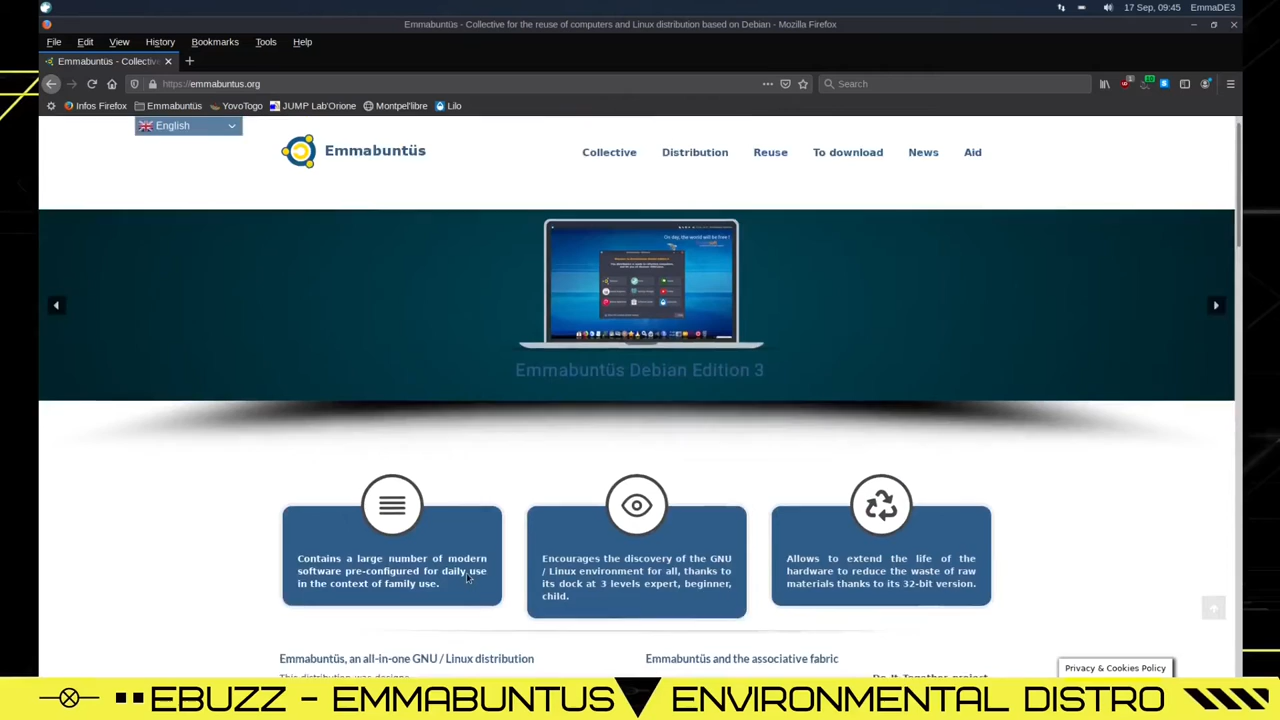 17 Sep, 09:45 EmmaDE3
Emmabuntüs - Collective for the reuse of computers and Linux distribution based on Debian - Mozilla Firefox
File Edit View History Bookmarks Tools Help
Emmabuntüs - Collectiv
https://emmabuntus.org
Search
Infos Firefox Emmabuntüs YovoTogo JUMP Lab'Orione Montpel'libre Lilo
English
Emmabuntüs
Collective Distribution Reuse To download News Aid
Emmabuntüs Debian Edition 3
Contains a large number of modern
software pre-configured for daily use
in the context of family use.
Encourages the discovery of the GNU
/ Linux environment for all, thanks to
its dock at 3 levels expert, beginner,
child.
Allows to extend the life of the
hardware to reduce the waste of raw
materials thanks to its 32-bit version.
Emmabuntüs, an all-in-one GNU / Linux distribution
Emmabuntüs and the associative fabric
Privacy & Cookies Policy
EBUZZ - EMMABUNTUS ENVIRONMENTAL DISTRO